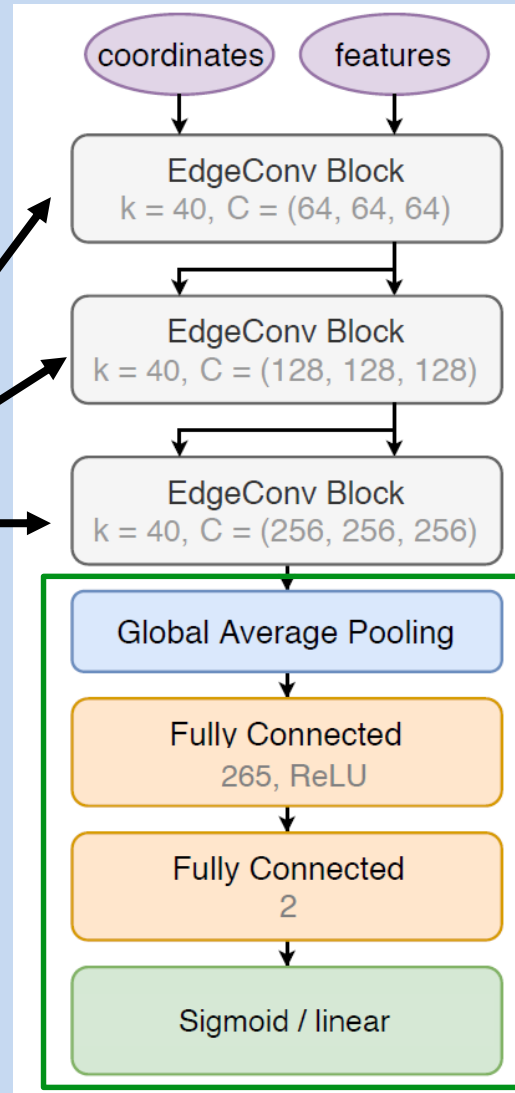 coordinates features
EdgeConv Block
k = 40, C = (64, 64, 64)
EdgeConv Block
k = 40, C = (128, 128, 128)
EdgeConv Block
k = 40, C = (256, 256, 256)
Global Average Pooling
Fully Connected
265, ReLU
Fully Connected
2
Sigmoid / linear